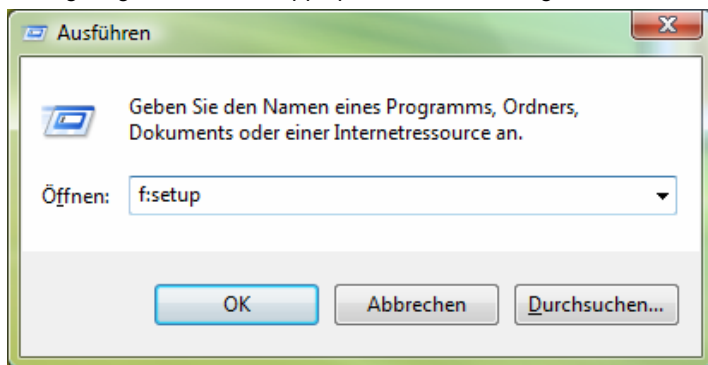 Ausführen
Geben Sie den Namen eines Programms, Ordners,
Dokuments oder einer Internetressource an.
Öffnen: f:setup
OK Abbrechen Durchsuchen...